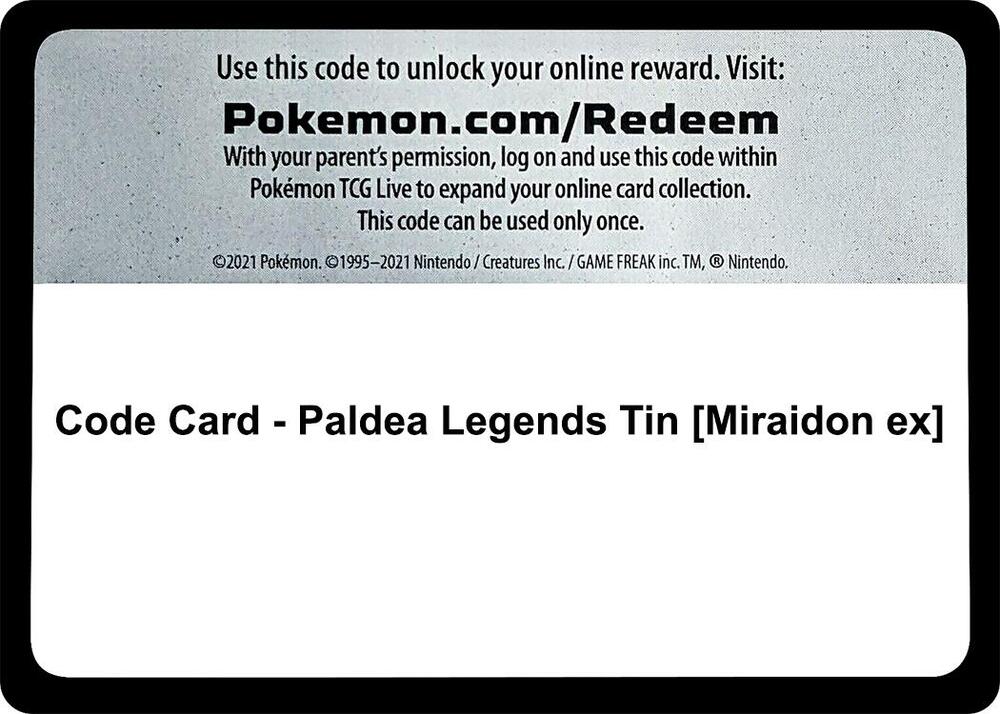 Use this code to unlock your online reward. Visit:
Pokemon.com/Redeem
With your parent's permission, log on and use this code within
Pokémon TCG Live to expand your online card collection.
This code can be used only once.
©2021 Pokémon. ©1995–2021 Nintendo / Creatures Inc. / GAME FREAK inc. TM, ® Nintendo.
Code Card - Paldea Legends Tin [Miraidon ex]